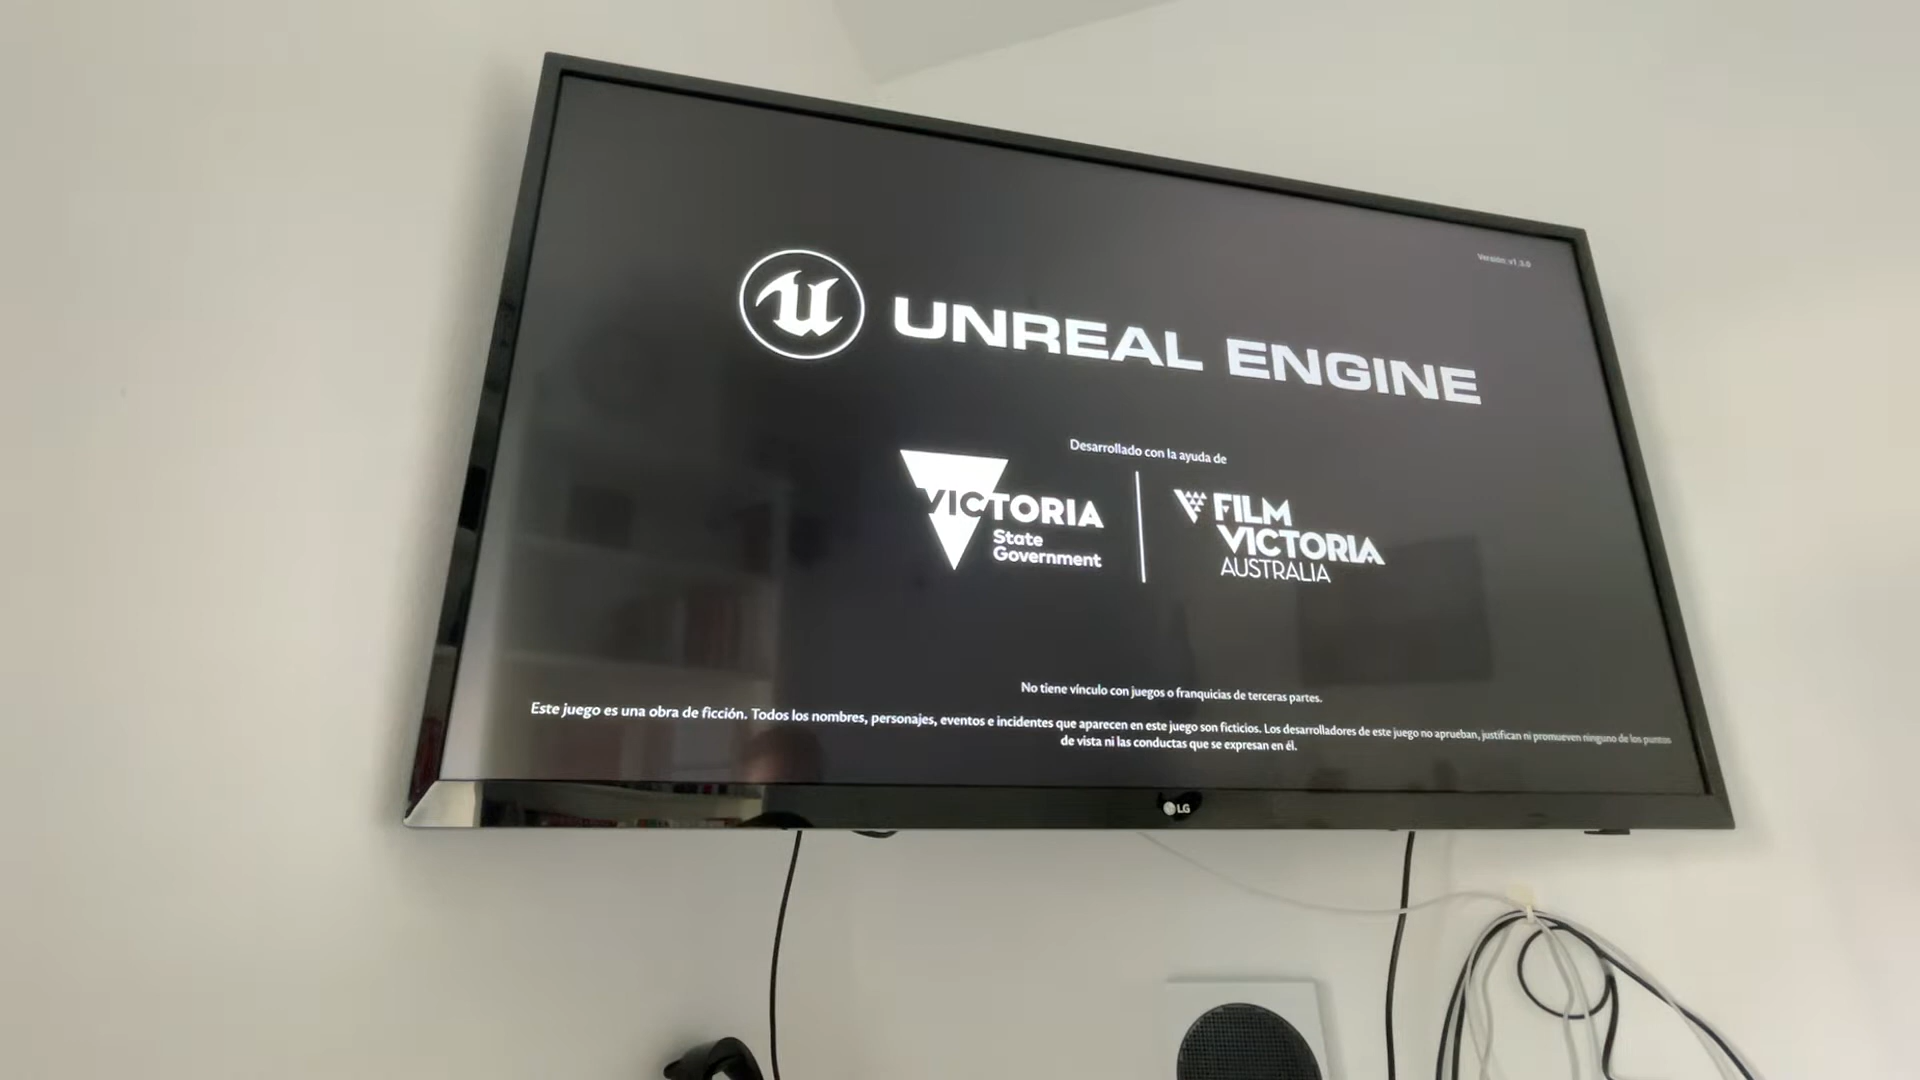 Versión: v1.3.0
UNREAL ENGINE
Desarrollado con la ayuda de
VICTORIA
State
Government
FILM
VICTORIA
AUSTRALIA
No tiene vínculo con juegos o franquicias de terceras partes.
Este juego es una obra de ficción. Todos los nombres, personajes, eventos e incidentes que aparecen en este juego son ficticios. Los desarrolladores de este juego no aprueban, justifican ni promueven ninguno de los puntos
de vista ni las conductas que se expresan en él.
LG